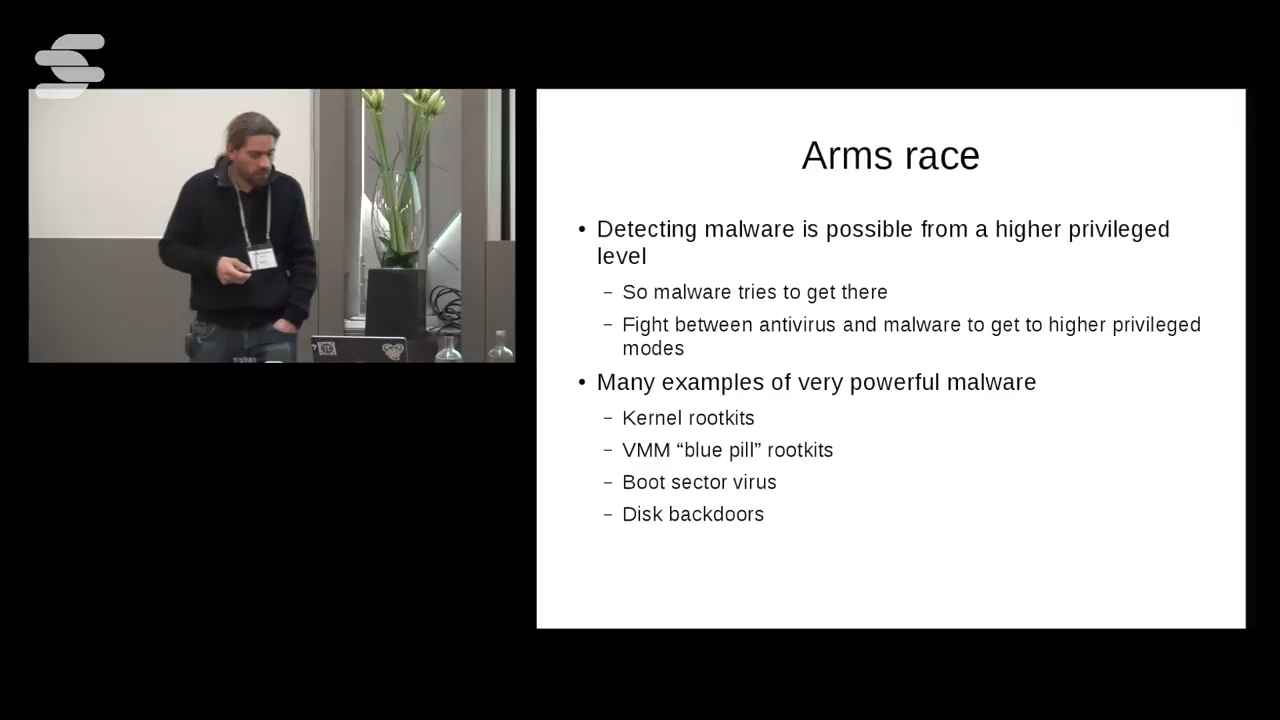 Arms race
• Detecting malware is possible from a higher privileged
level
– So malware tries to get there
– Fight between antivirus and malware to get to higher privileged
modes
• Many examples of very powerful malware
– Kernel rootkits
– VMM “blue pill” rootkits
– Boot sector virus
– Disk backdoors